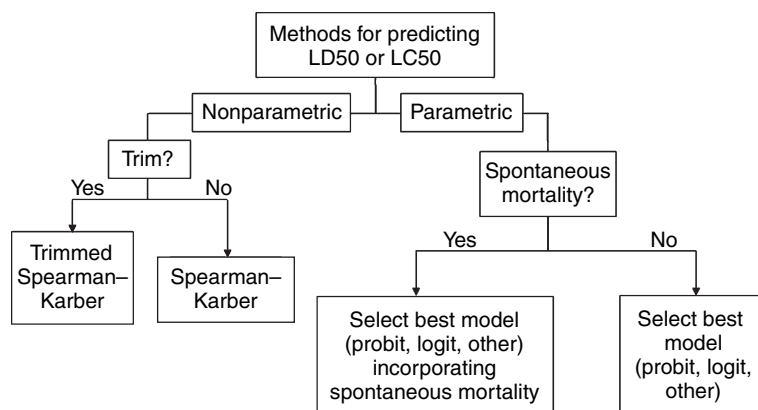 Methods for predicting
LD50 or LC50
Nonparametric
Parametric
Trim?
Yes
No
Trimmed
Spearman–
Karber
Spearman–
Karber
Spontaneous
mortality?
Yes
No
Select best model
(probit, logit, other)
incorporating
spontaneous mortality
Select best
model
(probit, logit,
other)